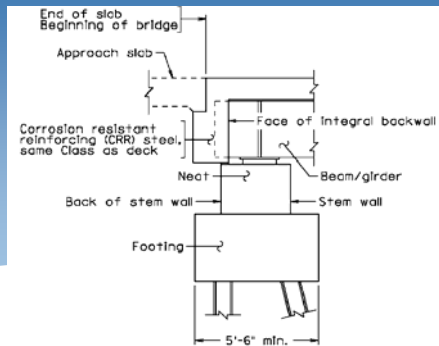 End of slab
Beginning of bridge
Approach slab
Corrosion resistant
reinforcing (CRR) steel,
same Class as deck
Face of integral backwall
Neat
Beam/girder
Back of stem wall
Stem wall
Footing
5'-6" min.